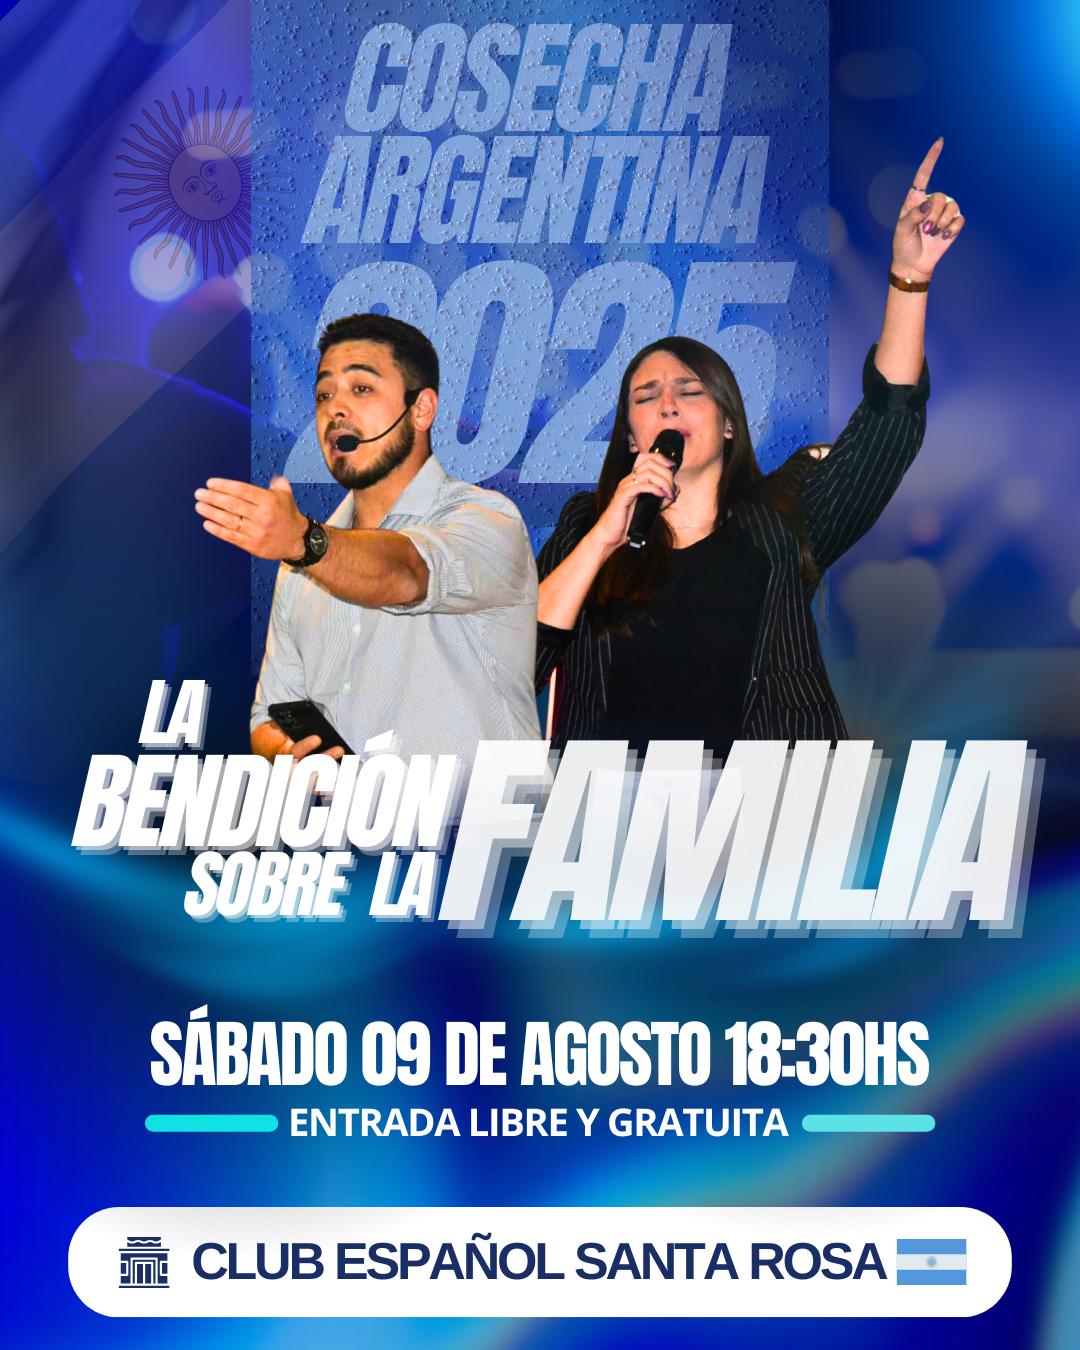 COSECHA
ARGENTINA
2025
LA
BENDICIÓN
SOBRE LA
FAMILIA
SÁBADO 09 DE AGOSTO 18:30HS
ENTRADA LIBRE Y GRATUITA
CLUB ESPAÑOL SANTA ROSA